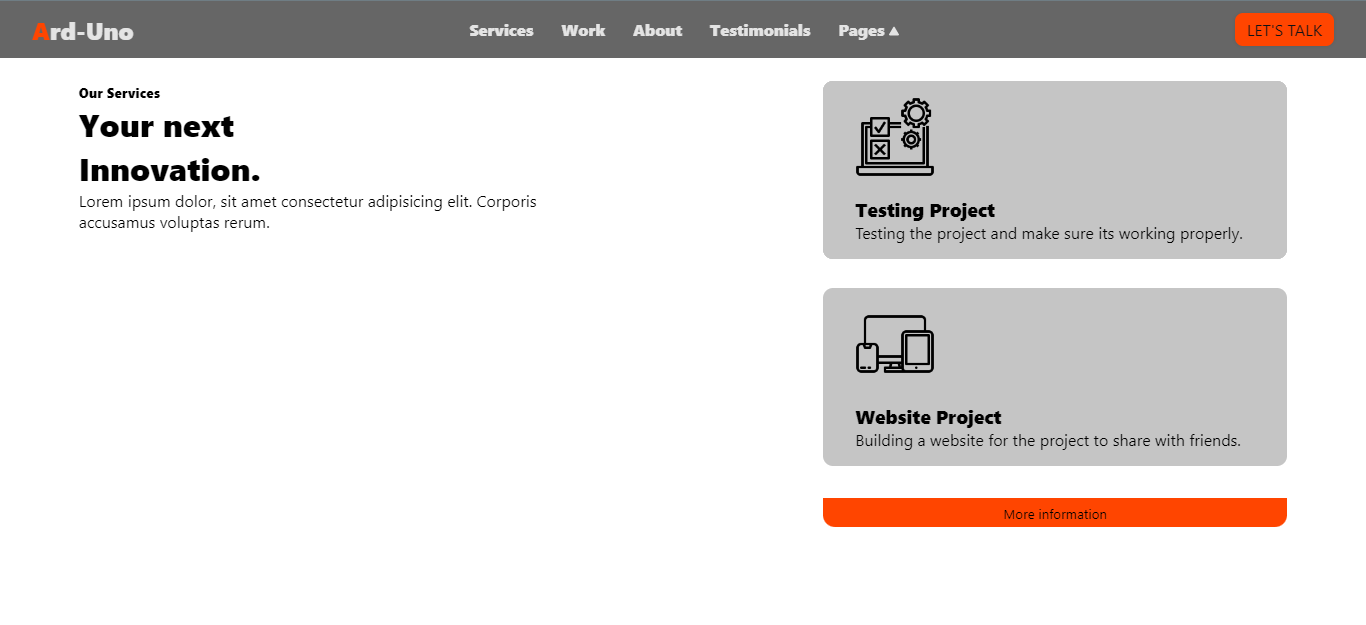 Ard-Uno
Services
Work
About
Testimonials
Pages
LET'S TALK
Our Services
Your next
Innovation.
Lorem ipsum dolor, sit amet consectetur adipisicing elit. Corporis
accusamus voluptas rerum.
Testing Project
Testing the project and make sure its working properly.
Website Project
Building a website for the project to share with friends.
More information